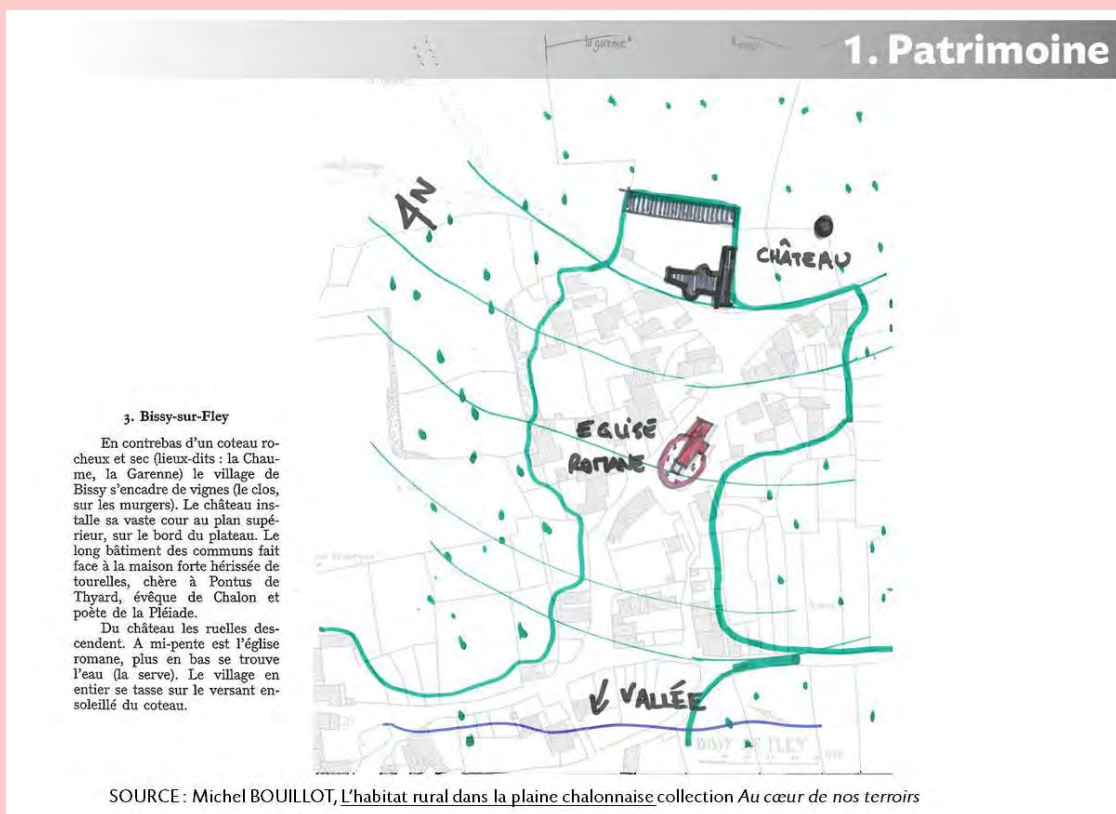 1. Patrimoine
la garenne
N
CHÂTEAU
EGLISE
ROMANE
3. Bissy-sur-Fley
En contrebas d'un coteau ro-
cheux et sec (lieux-dits : la Chau-
me, la Garenne) le village de
Bissy s'encadre de vignes (le clos,
sur les murgers). Le château ins-
talle sa vaste cour au plan supé-
rieur, sur le bord du plateau. Le
long bâtiment des communs fait
face à la maison forte hérissée de
tourelles, chère à Pontus de
Thyard, évêque de Chalon et
poète de la Pléiade.
Du château les ruelles des-
cendent. A mi-pente est l'église
romane, plus en bas se trouve
l'eau (la serve). Le village en
entier se tasse sur le versant en-
soleillé du coteau.
VALLÉE
BISSY FLEY
SOURCE : Michel BOUILLOT, L'habitat rural dans la plaine chalonnaise collection Au cœur de nos terroirs